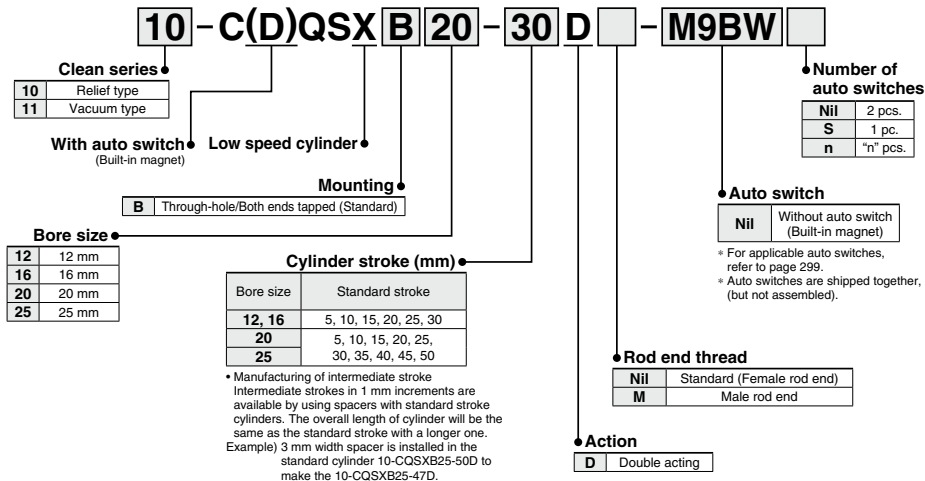 10-C(D)QSXB20-30D - M9BW
Clean series
10 Relief type
11 Vacuum type
With auto switch
(Built-in magnet)
Low speed cylinder
Mounting
B Through-hole/Both ends tapped (Standard)
Bore size
12 12 mm
16 16 mm
20 20 mm
25 25 mm
Cylinder stroke (mm)
Bore size Standard stroke
12, 16 5, 10, 15, 20, 25, 30
20 5, 10, 15, 20, 25,
25 30, 35, 40, 45, 50
• Manufacturing of intermediate stroke
Intermediate strokes in 1 mm increments are
available by using spacers with standard stroke
cylinders. The overall length of cylinder will be the
same as the standard stroke with a longer one.
Example) 3 mm width spacer is installed in the
standard cylinder 10-CQSXB25-50D to
make the 10-CQSXB25-47D.
Number of
auto switches
Nil 2 pcs.
S 1 pc.
n "n" pcs.
Auto switch
Nil Without auto switch
(Built-in magnet)
∗ For applicable auto switches,
refer to page 299.
∗ Auto switches are shipped together,
(but not assembled).
Rod end thread
Nil Standard (Female rod end)
M Male rod end
Action
D Double acting